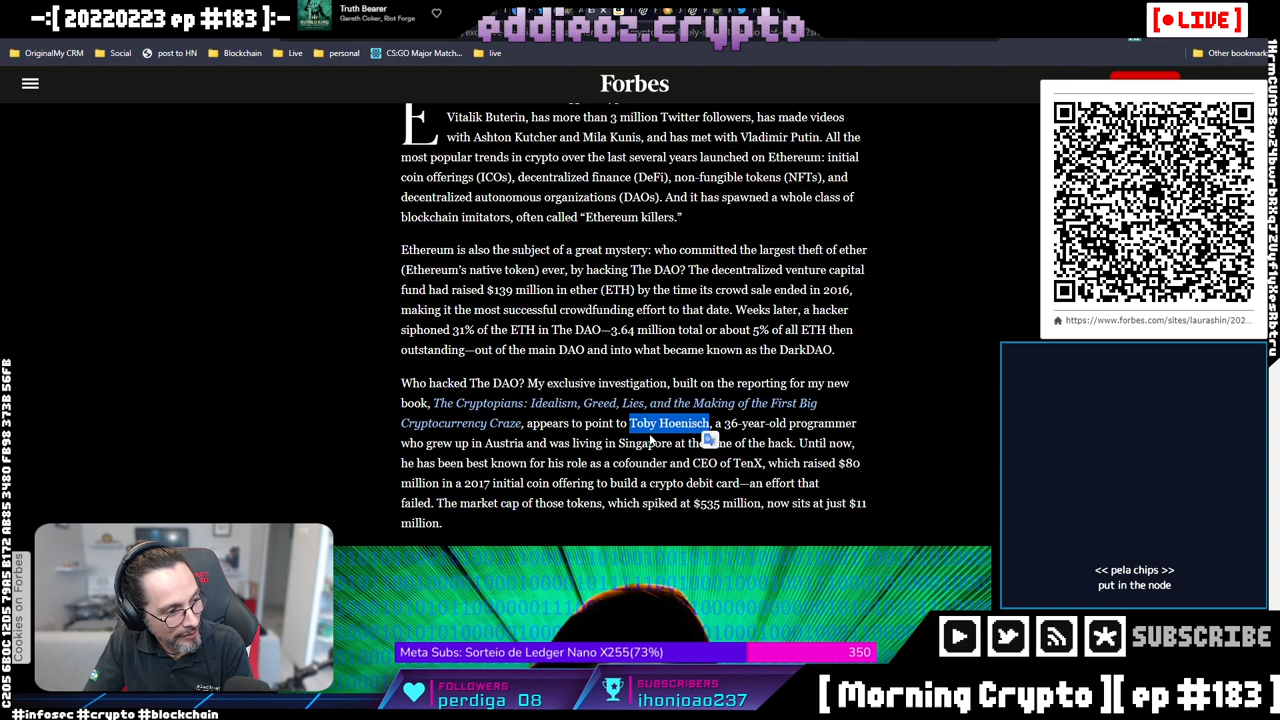 -:[ 20220223 ep #183 ]:-
Truth Bearer
Gareth Coker, Riot Forge
eddieoz.crypto
[● LIVE]
OriginalMy CRM
Social
post to HN
Blockchain
Live
personal
CS:GO Major Match...
live
Other bookmark
Forbes
E
Vitalik Buterin, has more than 3 million Twitter followers, has made videos
with Ashton Kutcher and Mila Kunis, and has met with Vladimir Putin. All the
most popular trends in crypto over the last several years launched on Ethereum: initial
coin offerings (ICOs), decentralized finance (DeFi), non-fungible tokens (NFTs), and
decentralized autonomous organizations (DAOs). And it has spawned a whole class of
blockchain imitators, often called “Ethereum killers.”
Ethereum is also the subject of a great mystery: who committed the largest theft of ether
(Ethereum’s native token) ever, by hacking The DAO? The decentralized venture capital
fund had raised $139 million in ether (ETH) by the time its crowd sale ended in 2016,
making it the most successful crowdfunding effort to that date. Weeks later, a hacker
siphoned 31% of the ETH in The DAO—3.64 million total or about 5% of all ETH then
outstanding—out of the main DAO and into what became known as the DarkDAO.
Who hacked The DAO? My exclusive investigation, built on the reporting for my new
book, The Cryptopians: Idealism, Greed, Lies, and the Making of the First Big
Cryptocurrency Craze, appears to point to Toby Hoenisch, a 36-year-old programmer
who grew up in Austria and was living in Singapore at the time of the hack. Until now,
he has been best known for his role as a cofounder and CEO of TenX, which raised $80
million in a 2017 initial coin offering to build a crypto debit card—an effort that
failed. The market cap of those tokens, which spiked at $535 million, now sits at just $11
million.
https://www.forbes.com/sites/laurashin/202...
<< pela chips >>
put in the node
Cookies on Forbes
Meta Subs: Sorteio de Ledger Nano X255(73%)
350
SUBSCRIBE
FOLLOWERS
perdiga_08
SUBSCRIBERS
jhonjoao237
[ Morning Crypto ][ ep #183 ]
#infosec #crypto #blockchain